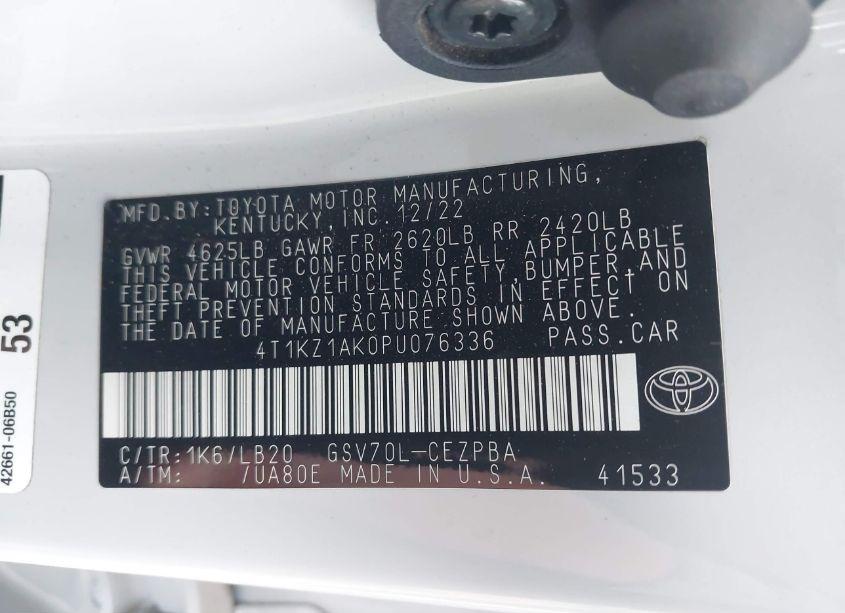 MFD. BY: TOYOTA MOTOR MANUFACTURING,
KENTUCKY, INC. 12/22
GVWR 4625LB GAWR FR 2620LB RR 2420LB
THIS VEHICLE CONFORMS TO ALL APPLICABLE
FEDERAL MOTOR VEHICLE SAFETY, BUMPER, AND
THEFT PREVENTION STANDARDS IN EFFECT ON
THE DATE OF MANUFACTURE SHOWN ABOVE.
4T1KZ1AK0PU076336 PASS.CAR
C/TR: 1K6/LB20 GSV70L-CEZPBA
A/TM: /UA80E MADE IN U.S.A. 41533
53
42661-06B50